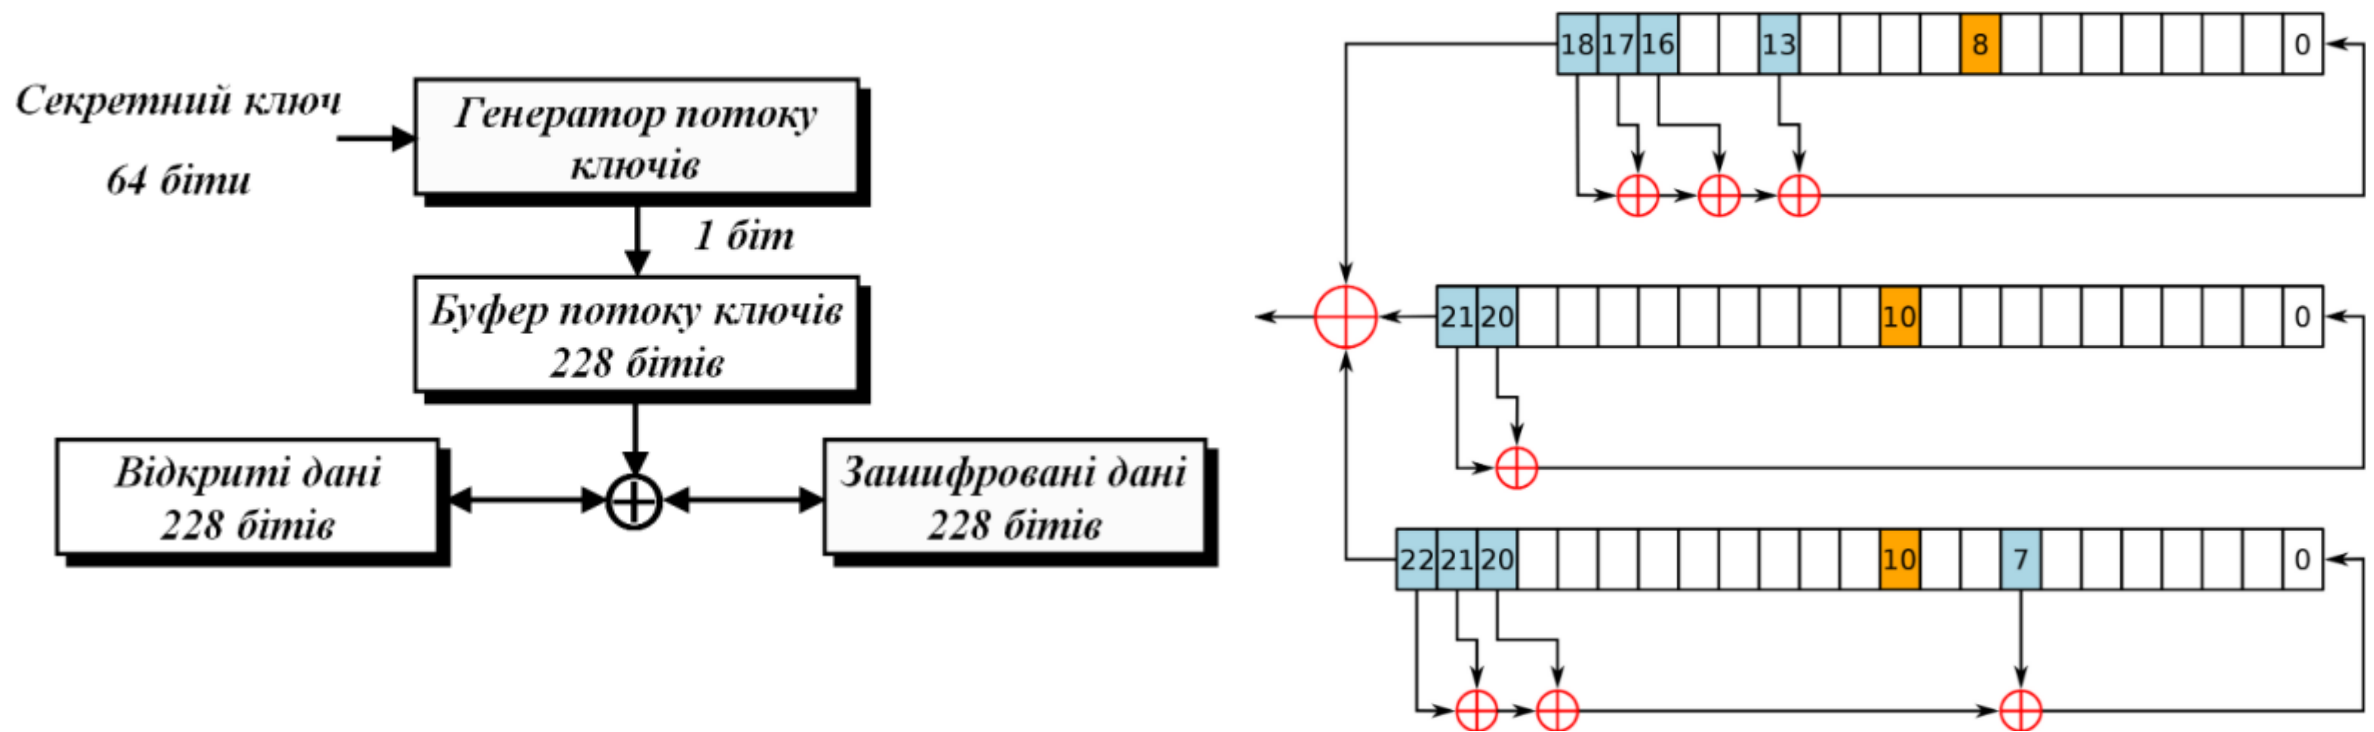 Секретний ключ
64 біти
Генератор потоку
ключів
1 біт
Буфер потоку ключів
228 бітів
Відкриті дані
228 бітів
Зашифровані дані
228 бітів
18 17 16 13 8 0
21 20 10 0
22 21 20 10 7 0